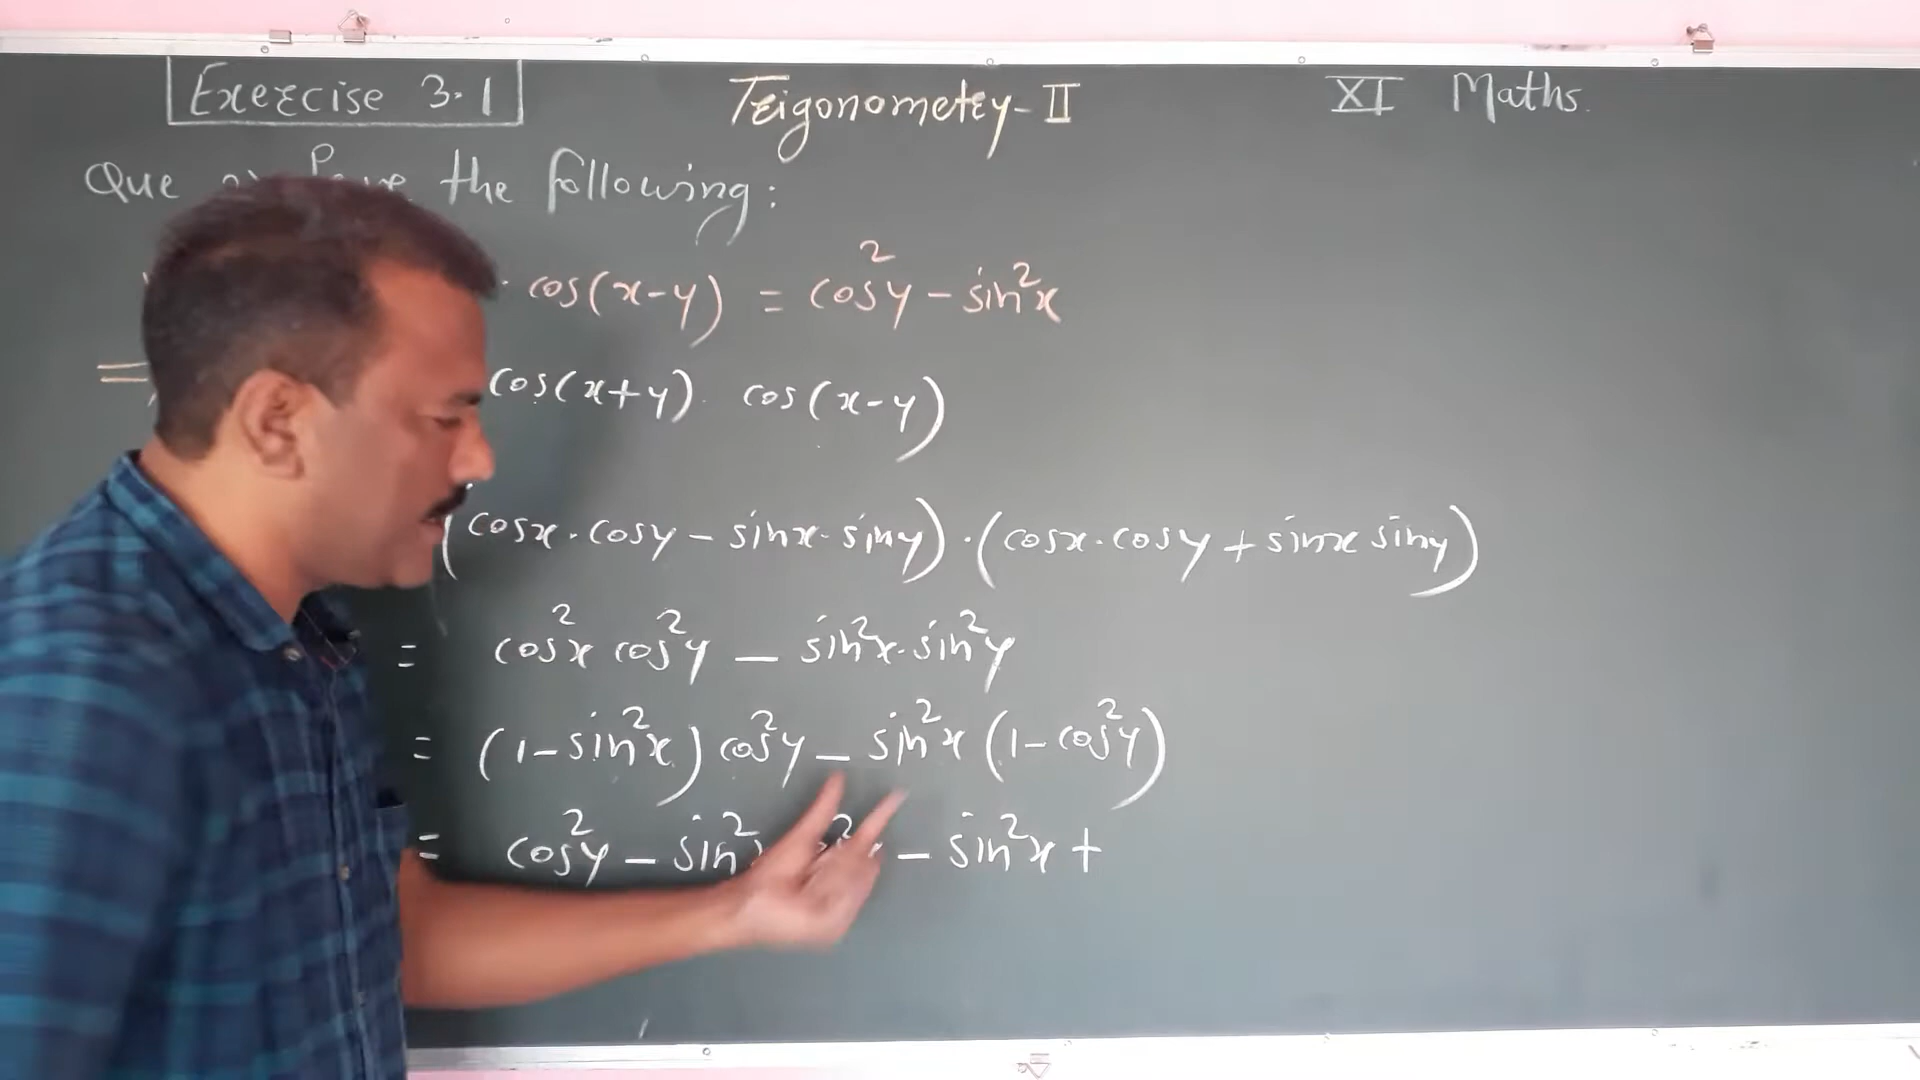 Exercise 3.1 Trigonometry-II XI Maths.
Que the following:
cos(x-y) = cos²y - sin²x
= cos(x+y). cos(x-y)
(cosx.cosy - sinx.siny).(cosx.cosy + sinx siny)
= cos²x cos²y - sin²x.sin²y
= (1-sin²x) cos²y - sin²x (1-cos²y)
= cos²y - sin² - sin²x +